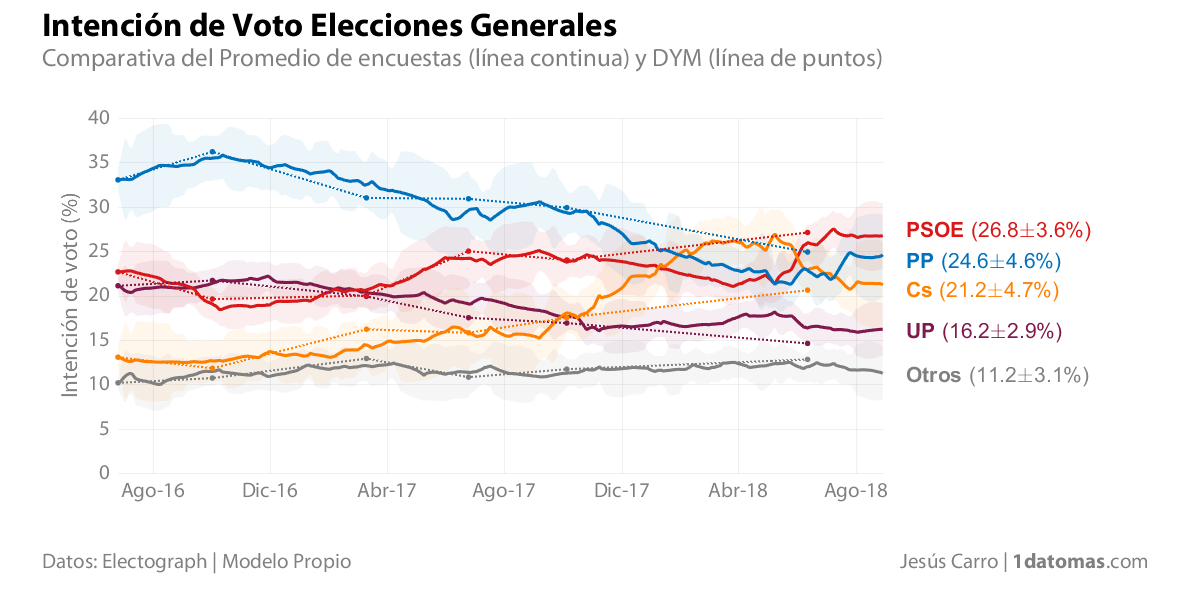 Intención de Voto Elecciones Generales
Comparativa del Promedio de encuestas (línea continua) y DYM (línea de puntos)
Intención de voto (%)
40
35
30
25
20
15
10
5
0
Ago-16 Dic-16 Abr-17 Ago-17 Dic-17 Abr-18 Ago-18
PSOE (26.8±3.6%)
PP (24.6±4.6%)
Cs (21.2±4.7%)
UP (16.2±2.9%)
Otros (11.2±3.1%)
Datos: Electograph | Modelo Propio
Jesús Carro | 1datomas.com